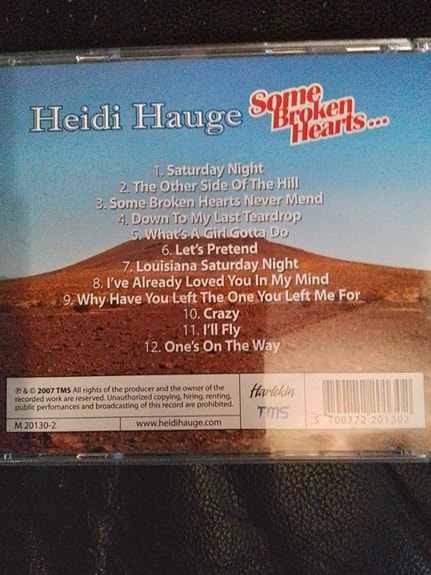 Heidi Hauge Some Broken Hearts...
1. Saturday Night
2. The Other Side Of The Hill
3. Some Broken Hearts Never Mend
4. Down To My Last Teardrop
5. What's A Girl Gotta Do
6. Let's Pretend
7. Louisiana Saturday Night
8. I've Already Loved You In My Mind
9. Why Have You Left The One You Left Me For
10. Crazy
11. I'll Fly
12. One's On The Way
℗ & © 2007 TMS All rights of the producer and the owner of the
recorded work are reserved. Unauthorized copying, hiring, renting,
public perfomances and broadcasting of this record are prohibited.
M 20130-2
www.heidihauge.com
Harlekin
TMS
5 700772 201302